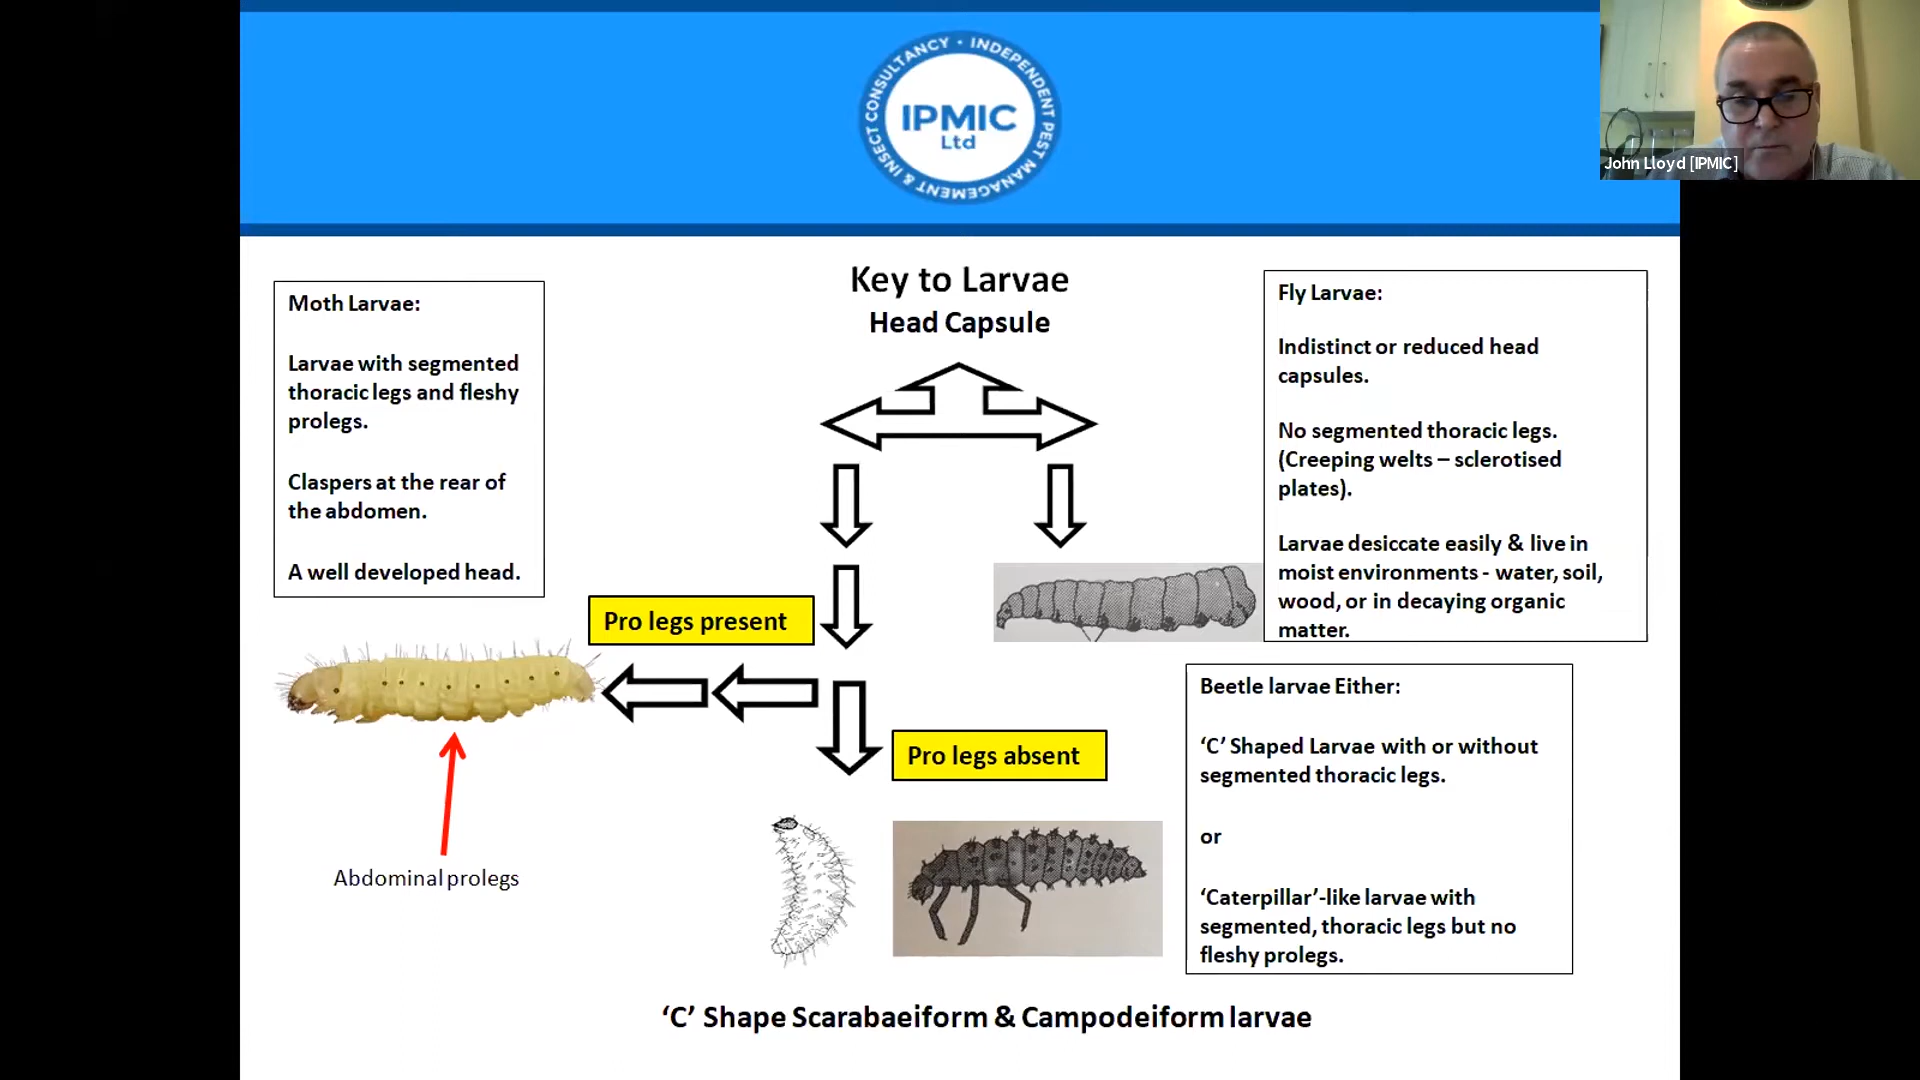 INSECT CONSULTANCY • INDEPENDENT PEST MANAGEMENT &
IPMIC
Ltd
John Lloyd [IPMIC]
Key to Larvae
Head Capsule
Moth Larvae:
Larvae with segmented
thoracic legs and fleshy
prolegs.
Claspers at the rear of
the abdomen.
A well developed head.
Fly Larvae:
Indistinct or reduced head
capsules.
No segmented thoracic legs.
(Creeping welts – sclerotised
plates).
Larvae desiccate easily & live in
moist environments - water, soil,
wood, or in decaying organic
matter.
Pro legs present
Pro legs absent
Abdominal prolegs
Beetle larvae Either:
‘C’ Shaped Larvae with or without
segmented thoracic legs.
or
‘Caterpillar’-like larvae with
segmented, thoracic legs but no
fleshy prolegs.
‘C’ Shape Scarabaeiform & Campodeiform larvae